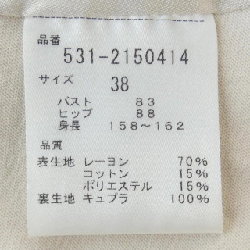 品番
531-2150414
サイズ
38
バスト 83
ヒップ 88
身長 158〜162
品質
表生地 レーヨン 70%
コットン 15%
ポリエステル 15%
裏生地 キュプラ 100%